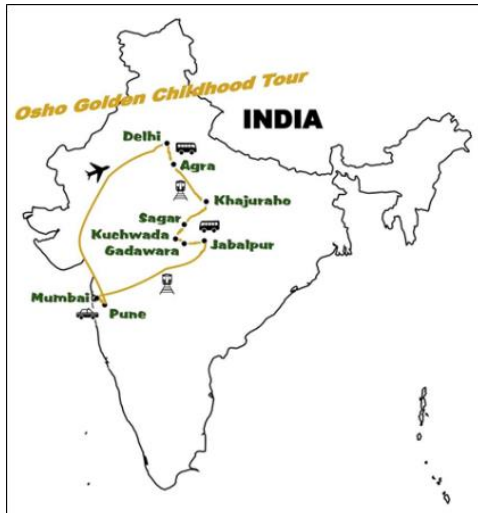 Osho Golden Childhood Tour
INDIA
Delhi
Agra
Khajuraho
Sagar
Kuchwada
Gadawara
Jabalpur
Mumbai
Pune